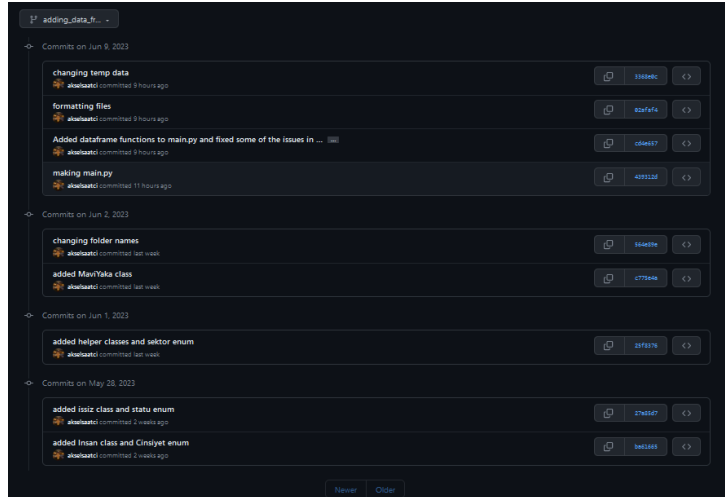 adding_data_fr...
Commits on Jun 9, 2023
changing temp data
akselsaatci committed 9 hours ago
5368e0c
formatting files
akselsaatci committed 9 hours ago
Added dataframe functions to main.py and fixed some of the issues in ... ...
akselsaatci committed 9 hours ago
cd4e657
making main.py
akselsaatci committed 11 hours ago
439312d
Commits on Jun 2, 2023
changing folder names
akselsaatci committed last week
564e89e
added MaviYaka class
akselsaatci committed last week
c775e4e
Commits on Jun 1, 2023
added helper classes and sektor enum
akselsaatci committed last week
25f8376
Commits on May 28, 2023
added issiz class and statu enum
akselsaatci committed 2 weeks ago
27e83d7
added Insan class and Cinsiyet enum
akselsaatci committed 2 weeks ago
be61665
Newer Older